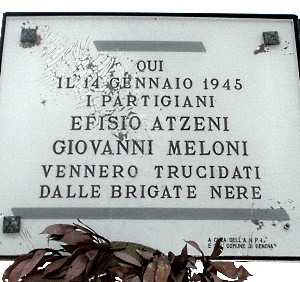 QUI
IL 14 GENNAIO 1945
I PARTIGIANI
EFISIO ATZENI
GIOVANNI MELONI
VENNERO TRUCIDATI
DALLE BRIGATE NERE
A CURA DELL'A.N.P.I.
E DEL COMUNE DI GENOVA